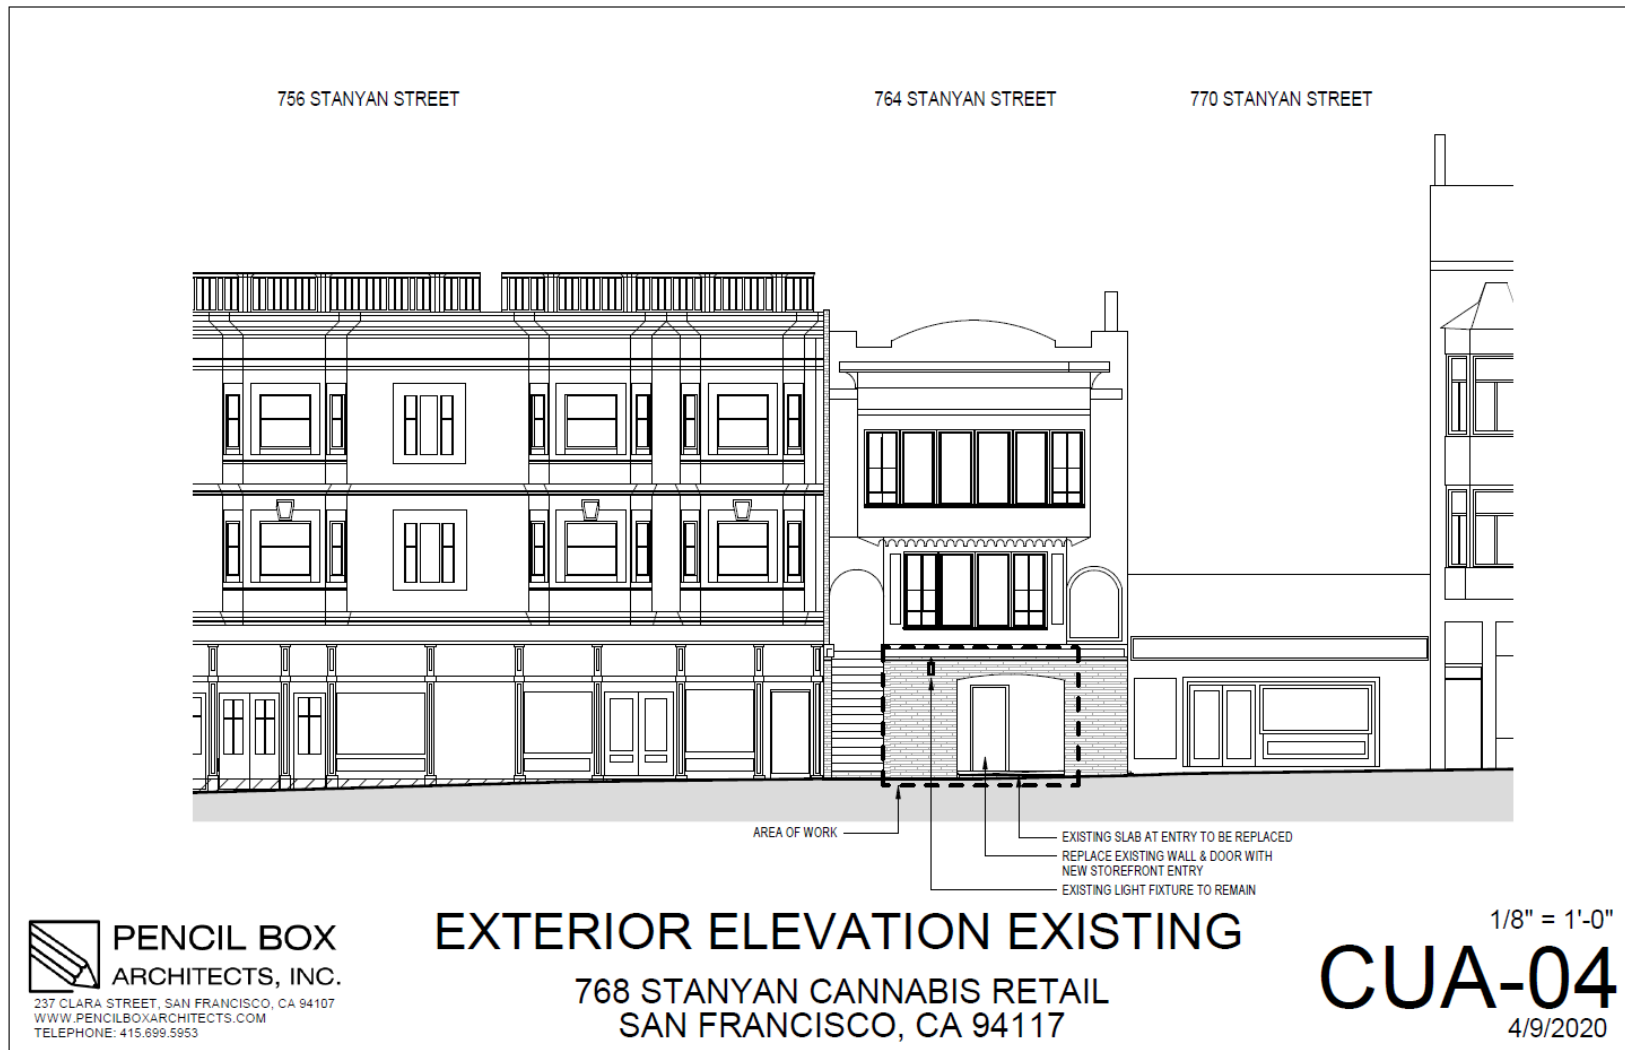 756 STANYAN STREET
764 STANYAN STREET
770 STANYAN STREET
AREA OF WORK
EXISTING SLAB AT ENTRY TO BE REPLACED
REPLACE EXISTING WALL & DOOR WITH
NEW STOREFRONT ENTRY
EXISTING LIGHT FIXTURE TO REMAIN
PENCIL BOX
ARCHITECTS, INC.
237 CLARA STREET, SAN FRANCISCO, CA 94107
WWW.PENCILBOXARCHITECTS.COM
TELEPHONE: 415.699.5953
EXTERIOR ELEVATION EXISTING
768 STANYAN CANNABIS RETAIL
SAN FRANCISCO, CA 94117
1/8" = 1'-0"
CUA-04
4/9/2020